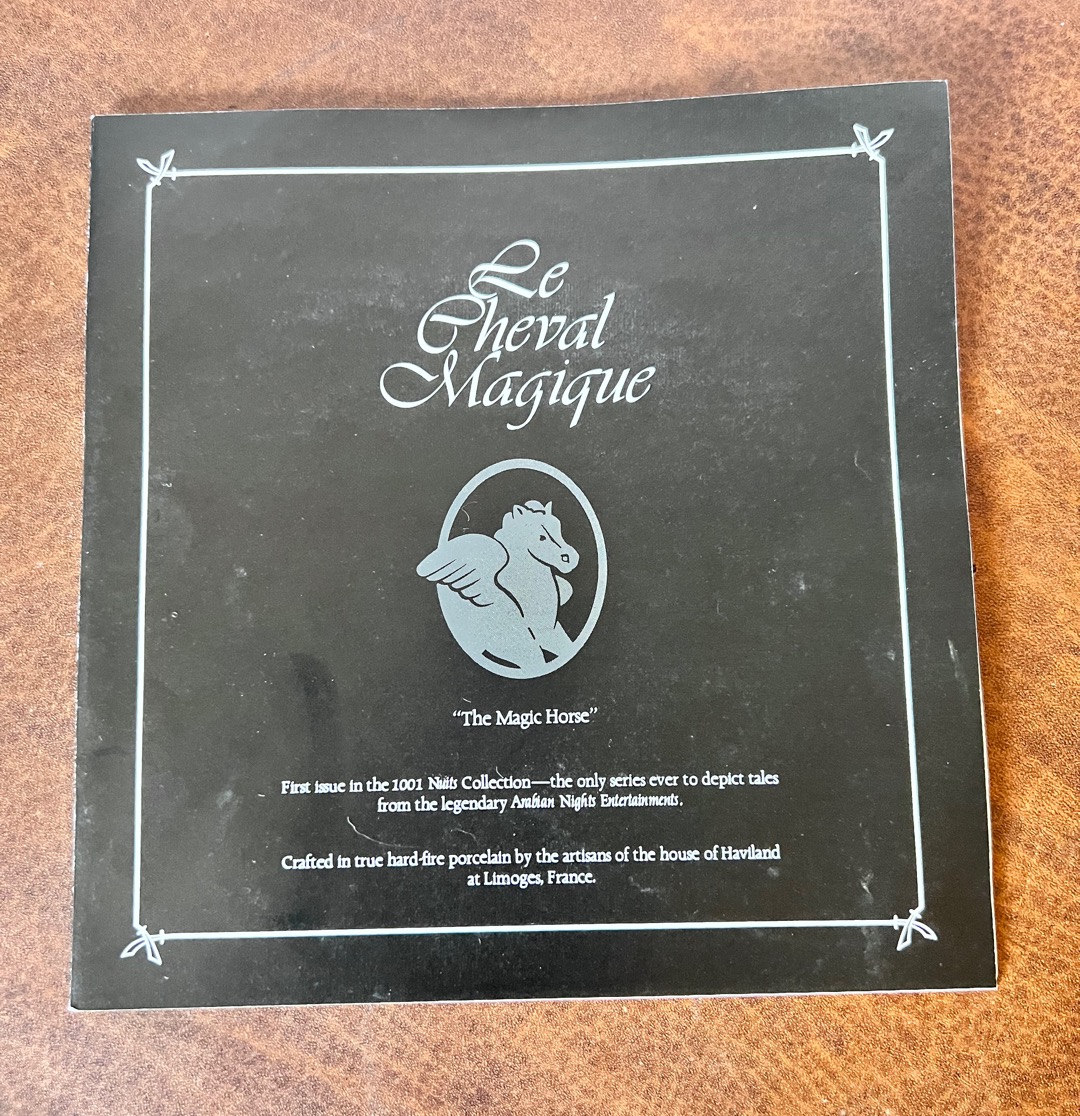 Le
Cheval
Magique
“The Magic Horse”
First issue in the 1001 Nuits Collection—the only series ever to depict tales
from the legendary Arabian Nights Entertainments.
Crafted in true hard-fire porcelain by the artisans of the house of Haviland
at Limoges, France.